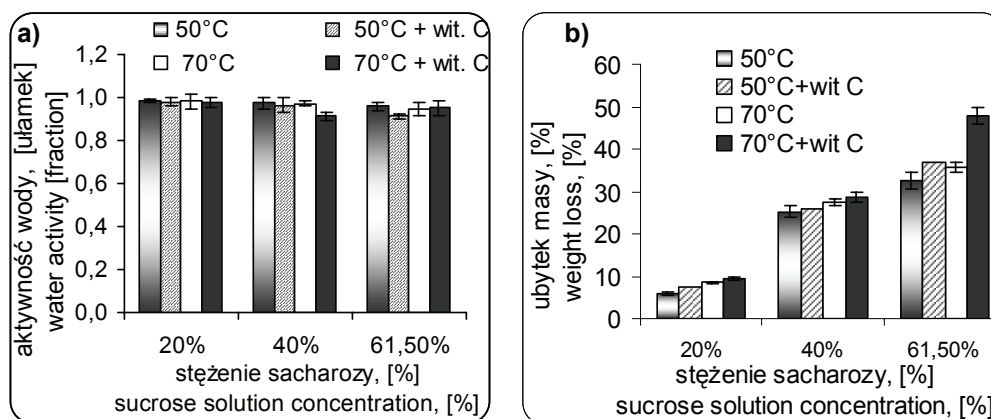 a)
50°C
50°C + wit. C
70°C
70°C + wit. C
aktywność wody, [ułamek]
water activity [fraction]
1,2
1,0
0,8
0,6
0,4
0,2
0,0
20%
40%
61,50%
stężenie sacharozy, [%]
sucrose solution concentration, [%]
b)
50°C
50°C+wit C
70°C
70°C+wit C
ubytek masy, [%]
weight loss, [%]
60
50
40
30
20
10
0
20%
40%
61,50%
stężenie sacharozy, [%]
sucrose solution concentration, [%]